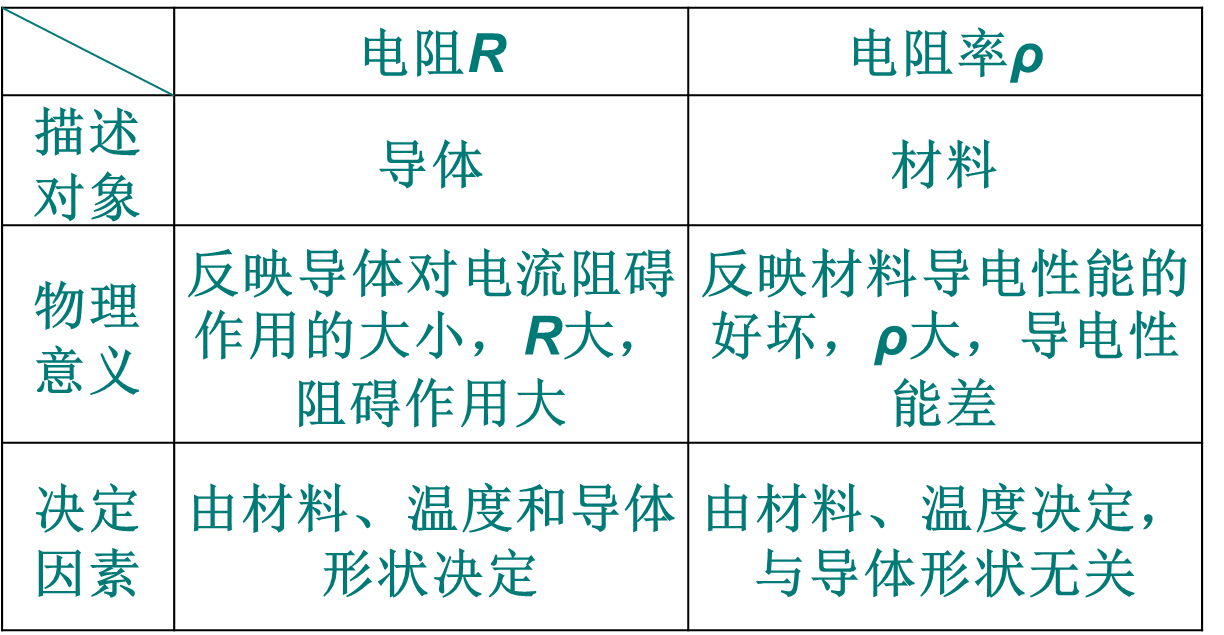 电阻R
电阻率ρ
描述
对象
导体
材料
物理
意义
反映导体对电流阻碍
作用的大小，R大，
阻碍作用大
反映材料导电性能的
好坏，ρ大，导电性
能差
决定
因素
由材料、温度和导体
形状决定
由材料、温度决定，
与导体形状无关